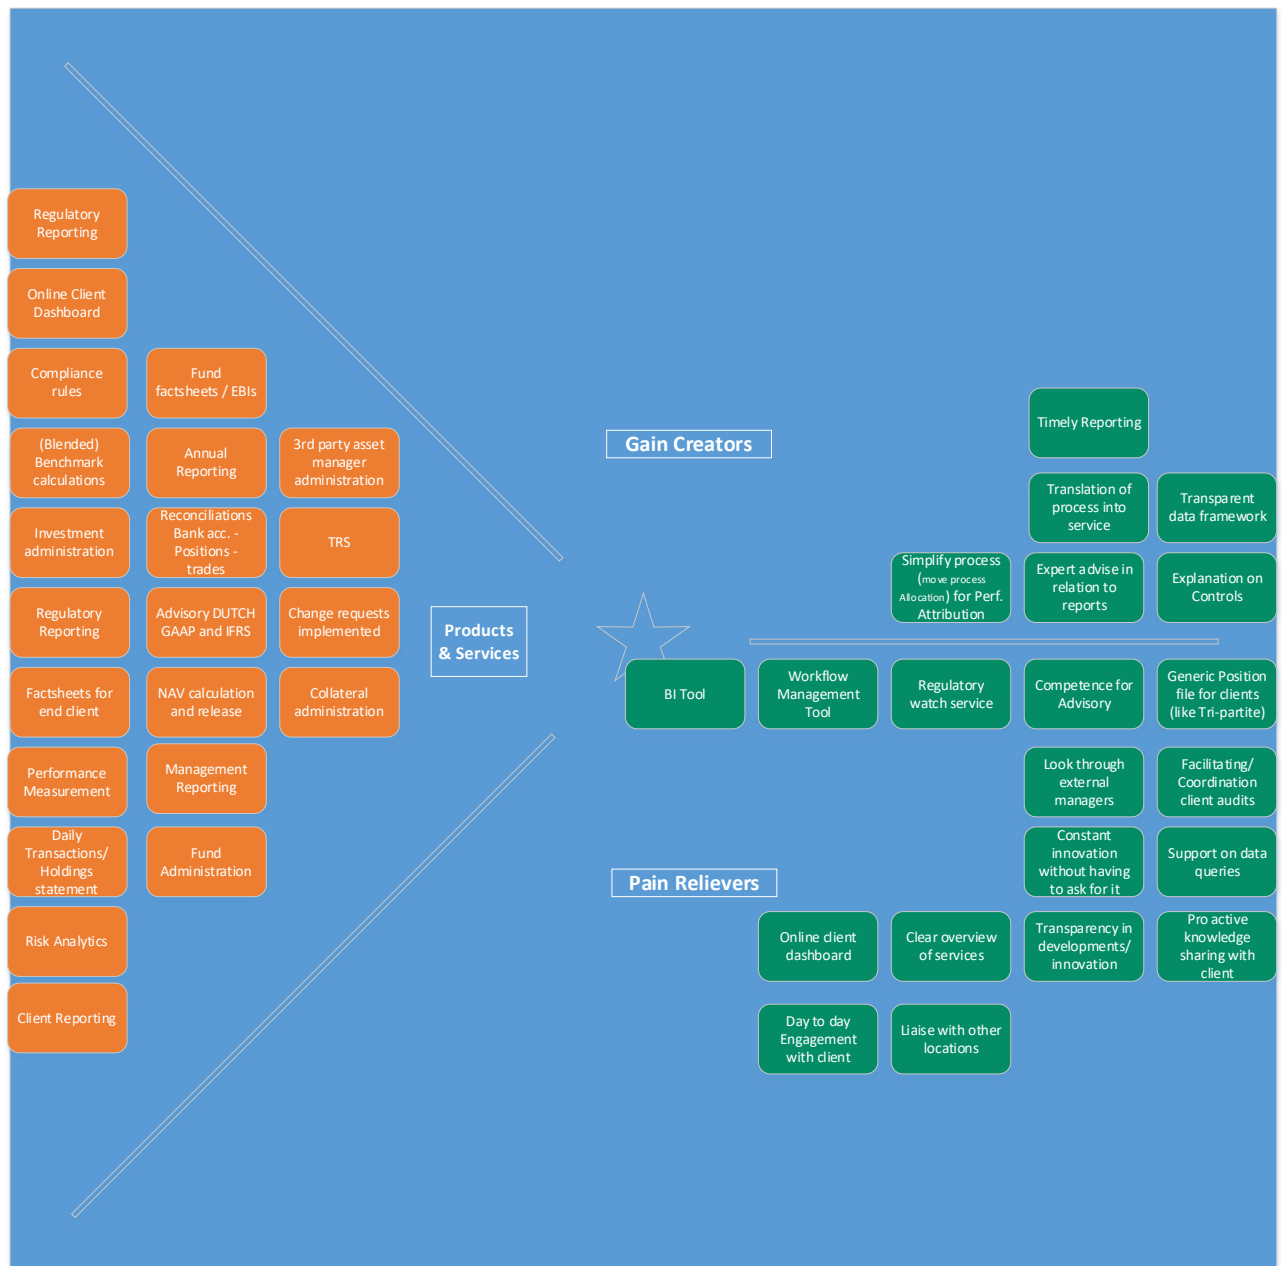 Regulatory
Reporting
Online Client
Dashboard
Compliance
rules
Fund
factsheets / EBIs
(Blended)
Benchmark
calculations
Annual
Reporting
3rd party asset
manager
administration
Investment
administration
Reconciliations
Bank acc. -
Positions -
trades
TRS
Regulatory
Reporting
Advisory DUTCH
GAAP and IFRS
Change requests
implemented
Factsheets for
end client
NAV calculation
and release
Collateral
administration
Performance
Measurement
Management
Reporting
Daily
Transactions/
Holdings
statement
Fund
Administration
Risk Analytics
Client Reporting
Products
& Services
Gain Creators
Timely Reporting
Translation of
process into
service
Transparent
data framework
Simplify process
(move process
Allocation) for Perf.
Attribution
Expert advise in
relation to
reports
Explanation on
Controls
BI Tool
Workflow
Management
Tool
Regulatory
watch service
Competence for
Advisory
Generic Position
file for clients
(like Tri-partite)
Look through
external
managers
Facilitating/
Coordination
client audits
Pain Relievers
Constant
innovation
without having
to ask for it
Support on data
queries
Online client
dashboard
Clear overview
of services
Transparency in
developments/
innovation
Pro active
knowledge
sharing with
client
Day to day
Engagement
with client
Liaise with other
locations